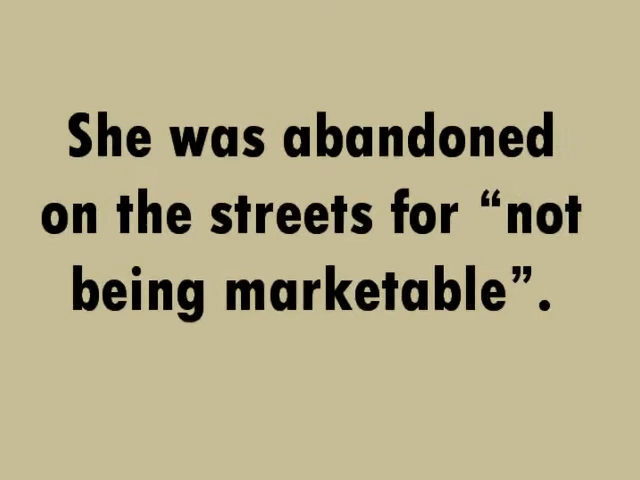 She was abandoned
on the streets for “not
being marketable”.